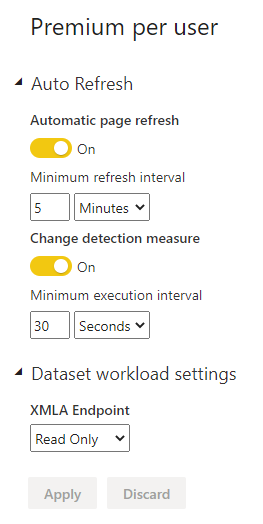 Premium per user
Auto Refresh
Automatic page refresh
On
Minimum refresh interval
5 Minutes
Change detection measure
On
Minimum execution interval
30 Seconds
Dataset workload settings
XMLA Endpoint
Read Only
Apply Discard